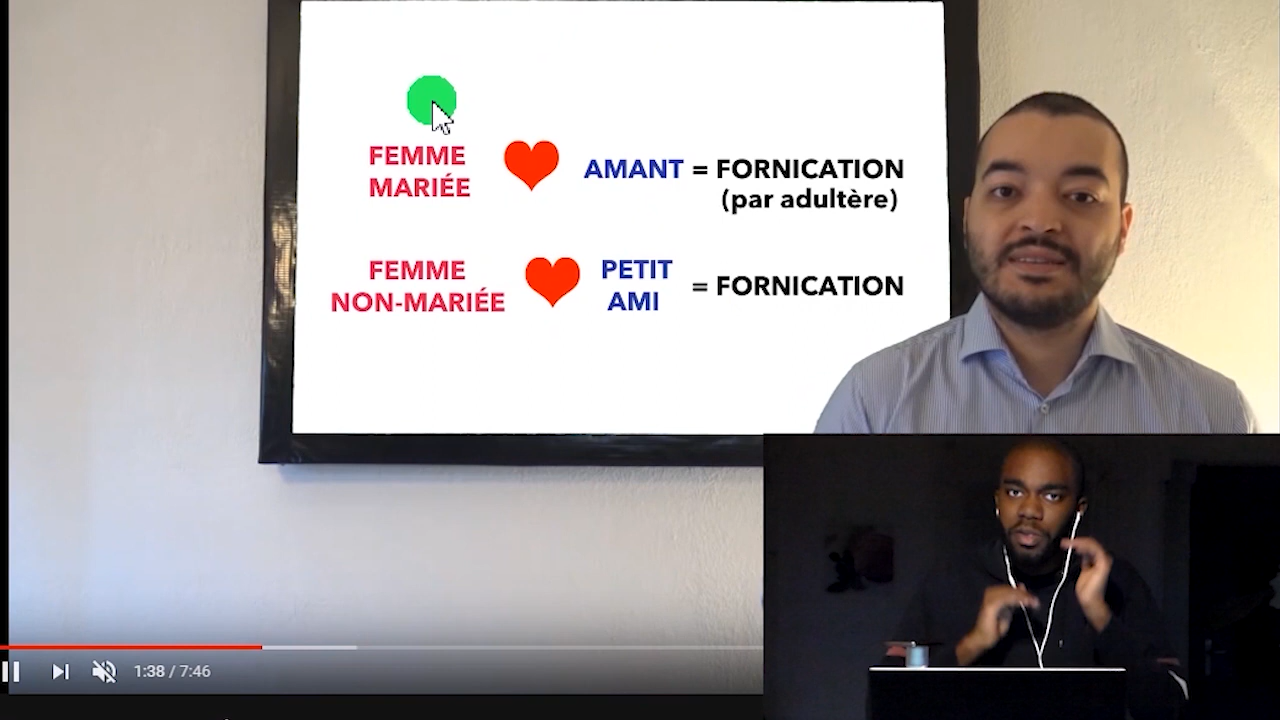 FEMME
MARIÉE
AMANT = FORNICATION
(par adultère)
FEMME
NON-MARIÉE
PETIT
AMI
= FORNICATION
1:38 / 7:46